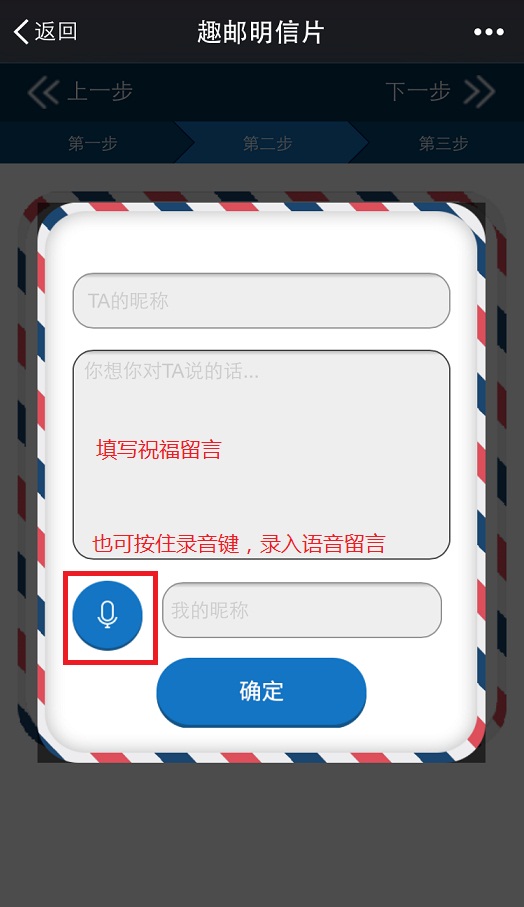 返回
趣邮明信片
上一步
下一步
第一步
第二步
第三步
TA的昵称
你想你对TA说的话...
填写祝福留言
也可按住录音键，录入语音留言
我的昵称
确定